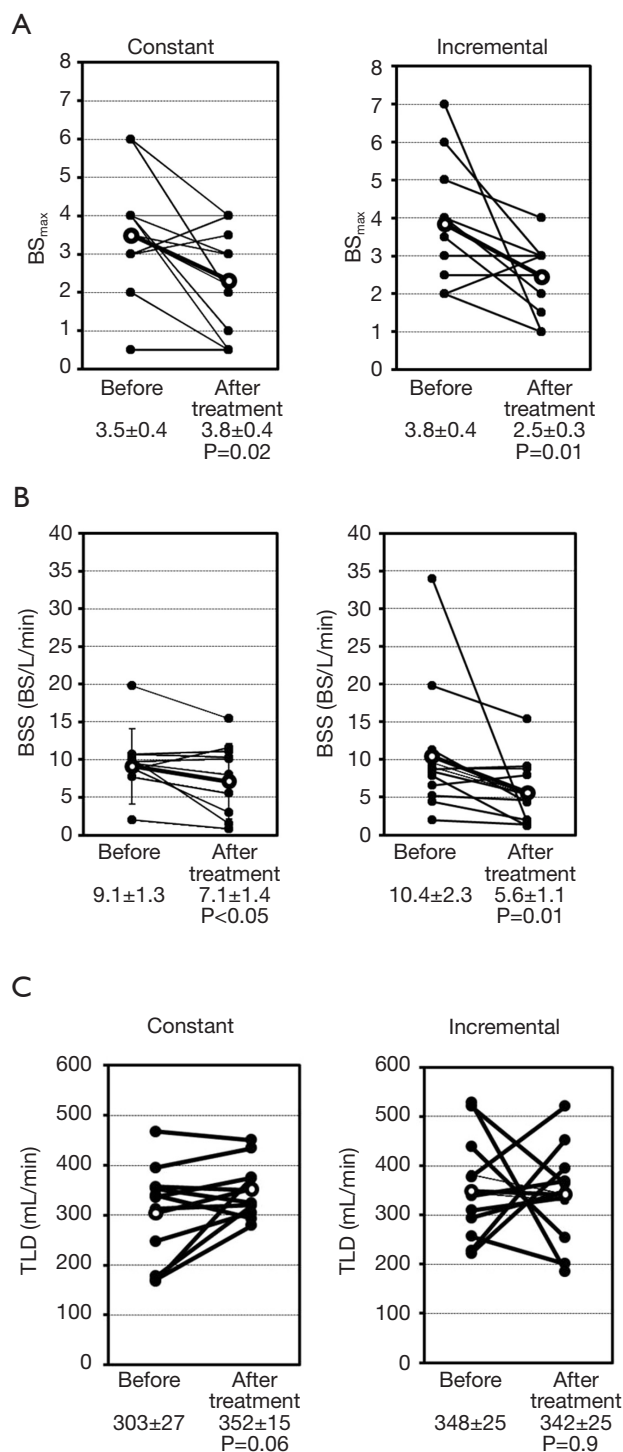 A
Constant
Incremental
8
7
6
5
4
3
2
1
0
BSmax
Before
After
treatment
3.5±0.4
3.8±0.4
P=0.02
8
7
6
5
4
3
2
1
0
BSmax
Before
After
treatment
3.8±0.4
2.5±0.3
P=0.01
B
40
35
30
25
20
15
10
5
0
BSS (BS/L/min)
Before
After
treatment
9.1±1.3
7.1±1.4
P<0.05
40
35
30
25
20
15
10
5
0
BSS (BS/L/min)
Before
After
treatment
10.4±2.3
5.6±1.1
P=0.01
C
Constant
Incremental
600
500
400
300
200
100
0
TLD (mL/min)
Before
After
treatment
303±27
352±15
P=0.06
600
500
400
300
200
100
0
TLD (mL/min)
Before
After
treatment
348±25
342±25
P=0.9